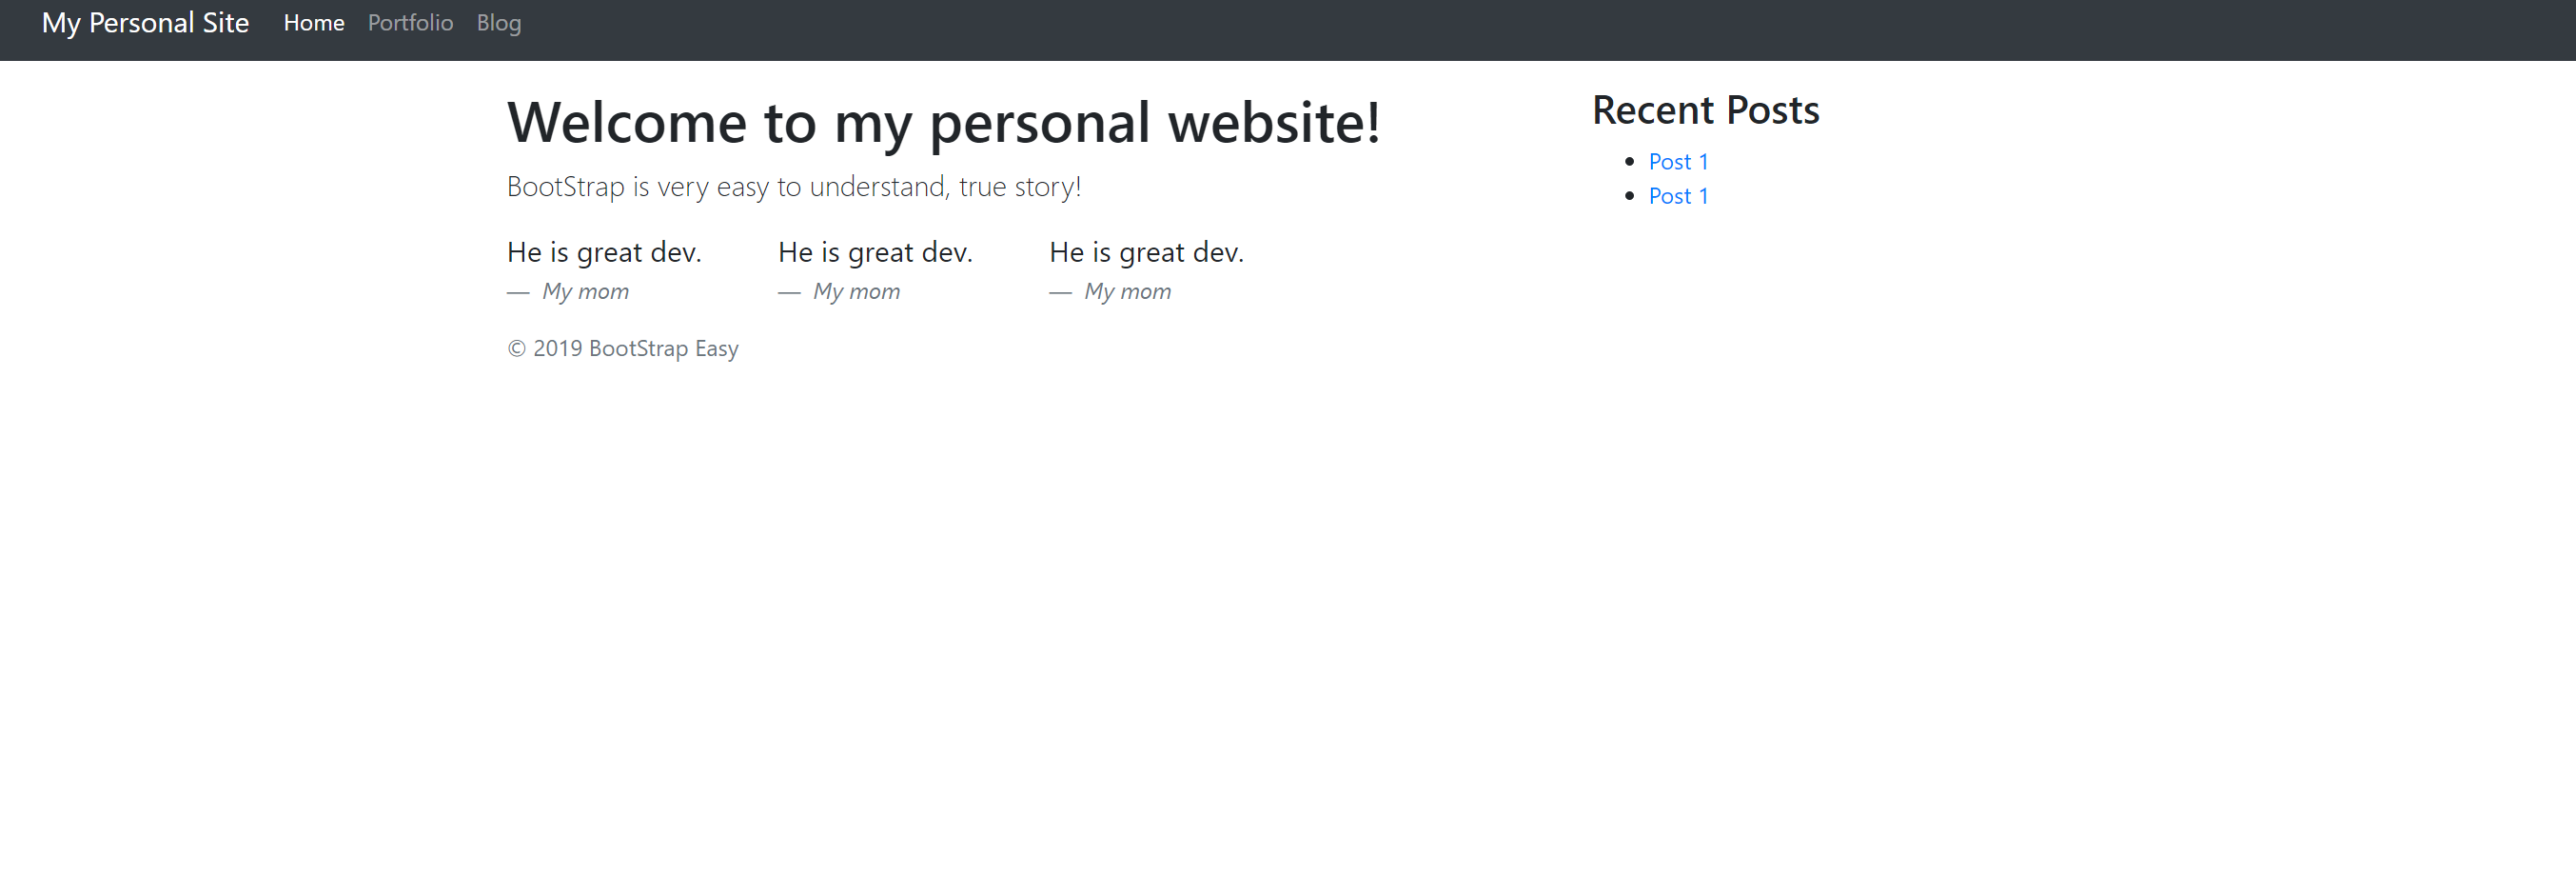 My Personal Site Home Portfolio Blog
Welcome to my personal website!
BootStrap is very easy to understand, true story!
He is great dev. He is great dev. He is great dev.
— My mom — My mom — My mom
© 2019 BootStrap Easy
Recent Posts
Post 1
Post 1